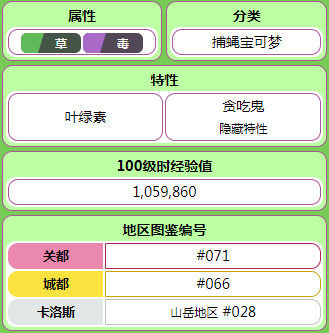 属性 分类
草 毒 捕蝇宝可梦
特性
叶绿素 贪吃鬼
隐藏特性
100级时经验值
1,059,860
地区图鉴编号
关都 #071
城都 #066
卡洛斯 山岳地区 #028